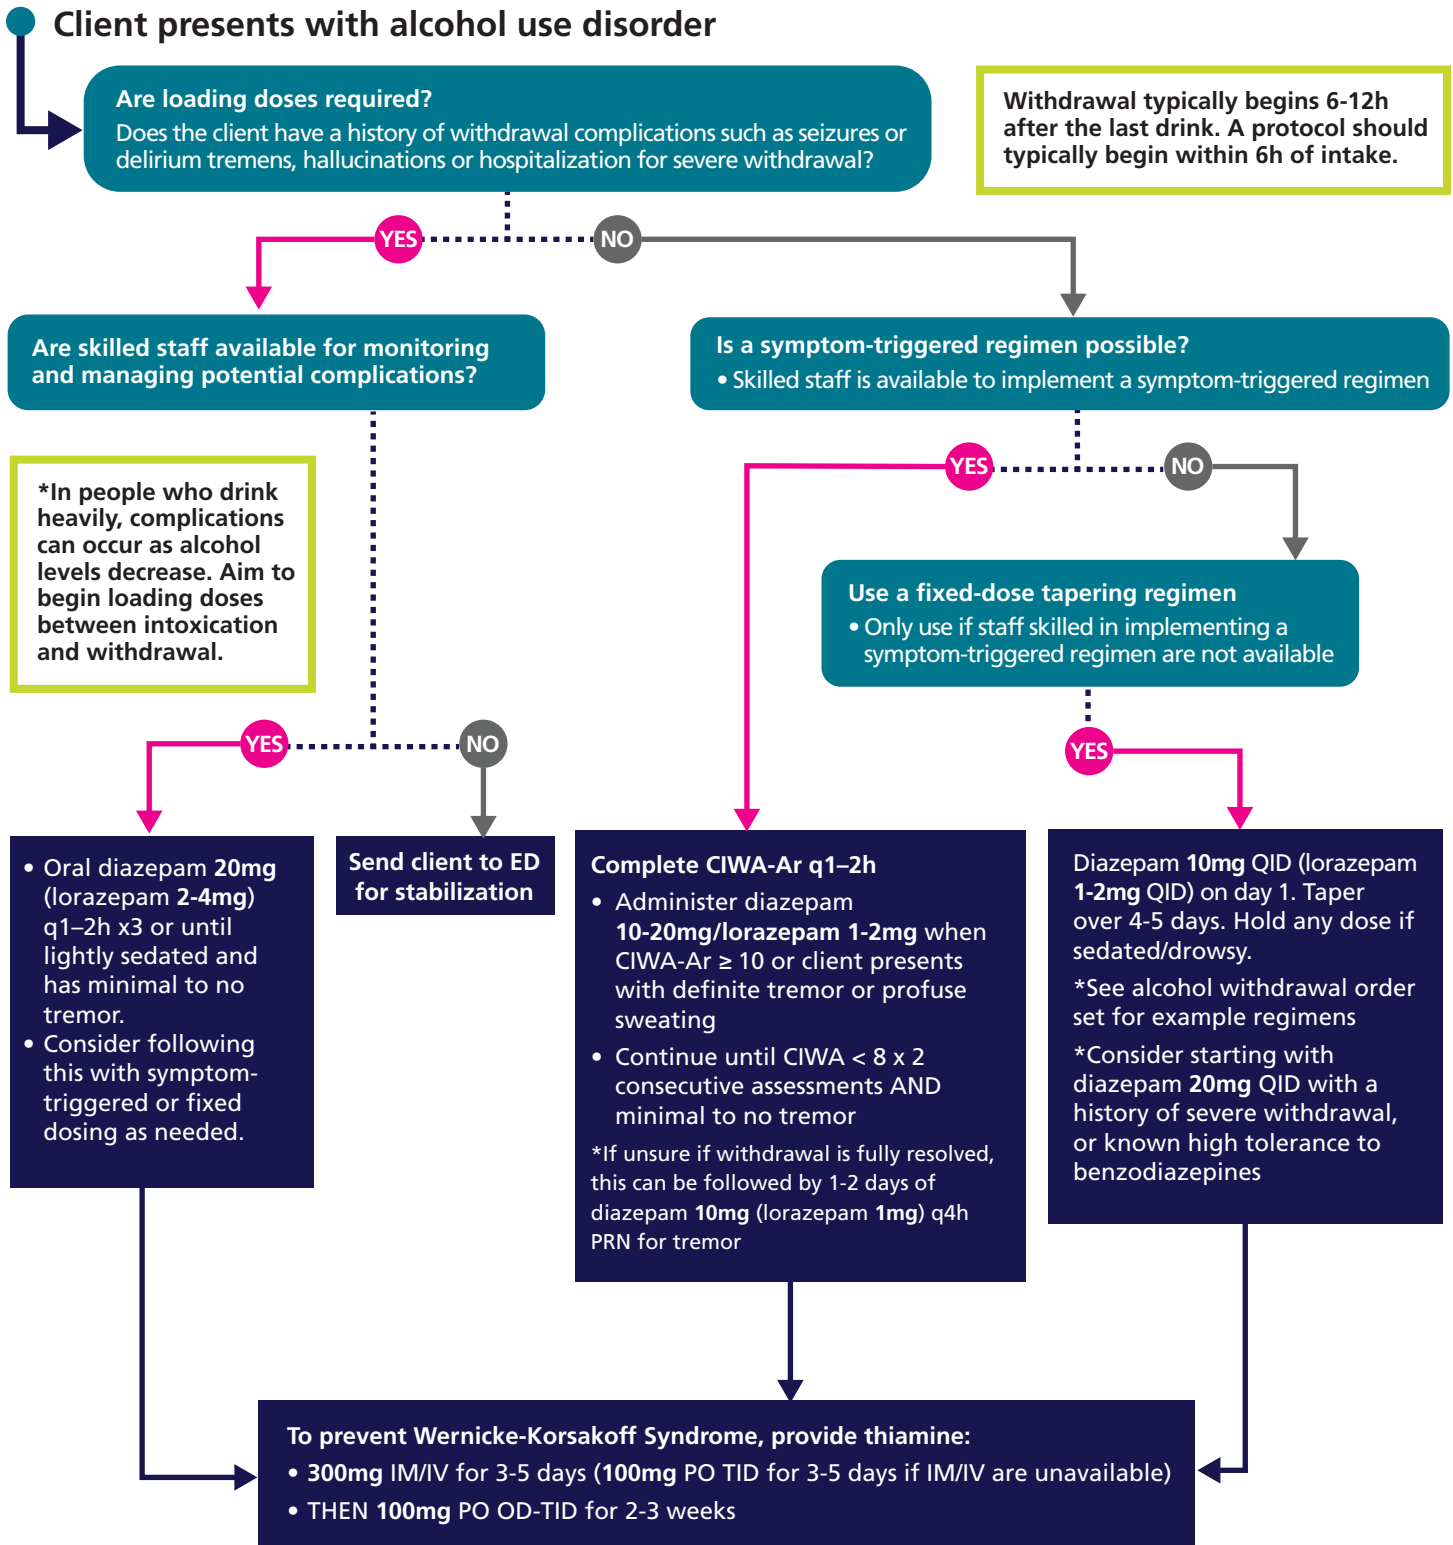 Client presents with alcohol use disorder
Are loading doses required?
Does the client have a history of withdrawal complications such as seizures or
delirium tremens, hallucinations or hospitalization for severe withdrawal?
Withdrawal typically begins 6-12h
after the last drink. A protocol should
typically begin within 6h of intake.
YES
NO
Are skilled staff available for monitoring
and managing potential complications?
Is a symptom-triggered regimen possible?
• Skilled staff is available to implement a symptom-triggered regimen
*In people who drink
heavily, complications
can occur as alcohol
levels decrease. Aim to
begin loading doses
between intoxication
and withdrawal.
YES
NO
Use a fixed-dose tapering regimen
• Only use if staff skilled in implementing a
symptom-triggered regimen are not available
YES
NO
YES
• Oral diazepam 20mg
(lorazepam 2-4mg)
q1–2h x3 or until
lightly sedated and
has minimal to no
tremor.
• Consider following
this with symptom-
triggered or fixed
dosing as needed.
Send client to ED
for stabilization
Complete CIWA-Ar q1–2h
• Administer diazepam
10-20mg/lorazepam 1-2mg when
CIWA-Ar ≥ 10 or client presents
with definite tremor or profuse
sweating
• Continue until CIWA < 8 x 2
consecutive assessments AND
minimal to no tremor
*If unsure if withdrawal is fully resolved,
this can be followed by 1-2 days of
diazepam 10mg (lorazepam 1mg) q4h
PRN for tremor
Diazepam 10mg QID (lorazepam
1-2mg QID) on day 1. Taper
over 4-5 days. Hold any dose if
sedated/drowsy.
*See alcohol withdrawal order
set for example regimens
*Consider starting with
diazepam 20mg QID with a
history of severe withdrawal,
or known high tolerance to
benzodiazepines
To prevent Wernicke-Korsakoff Syndrome, provide thiamine:
• 300mg IM/IV for 3-5 days (100mg PO TID for 3-5 days if IM/IV are unavailable)
• THEN 100mg PO OD-TID for 2-3 weeks